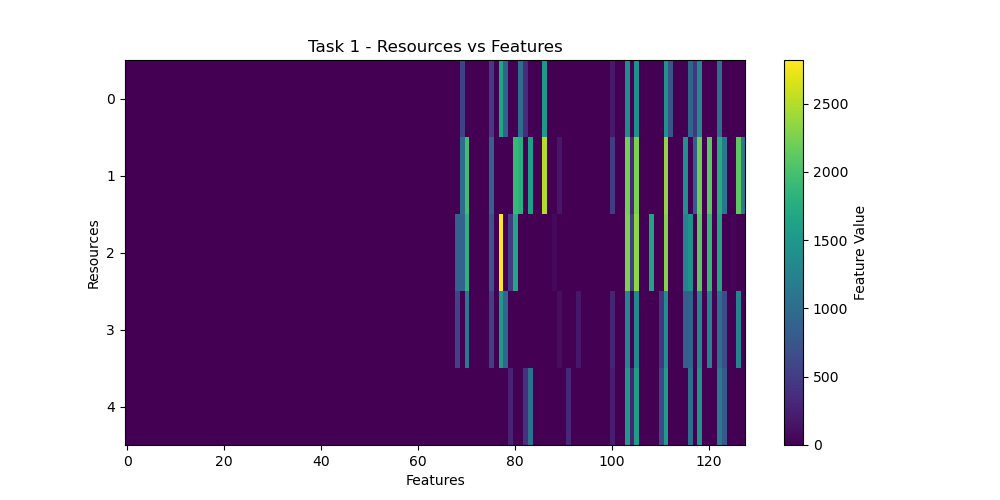 Task 1 - Resources vs Features
Resources
0
1
2
3
4
0 20 40 60 80 100 120
Features
2500
2000
1500
1000
500
0
Feature Value